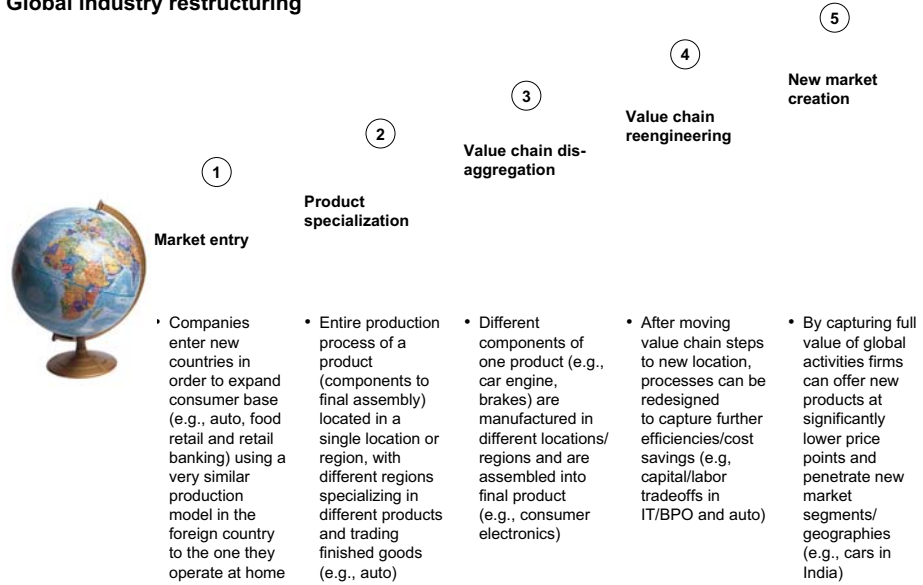 Global industry restructuring
1
Market entry
• Companies
enter new
countries in
order to expand
consumer base
(e.g., auto, food
retail and retail
banking) using a
very similar
production
model in the
foreign country
to the one they
operate at home
2
Product
specialization
• Entire production
process of a
product
(components to
final assembly)
located in a
single location or
region, with
different regions
specializing in
different products
and trading
finished goods
(e.g., auto)
3
Value chain dis-
aggregation
• Different
components of
one product (e.g.,
car engine,
brakes) are
manufactured in
different locations/
regions and are
assembled into
final product
(e.g., consumer
electronics)
4
Value chain
reengineering
• After moving
value chain steps
to new location,
processes can be
redesigned
to capture further
efficiencies/cost
savings (e.g,
capital/labor
tradeoffs in
IT/BPO and auto)
5
New market
creation
• By capturing full
value of global
activities firms
can offer new
products at
significantly
lower price
points and
penetrate new
market
segments/
geographies
(e.g., cars in
India)